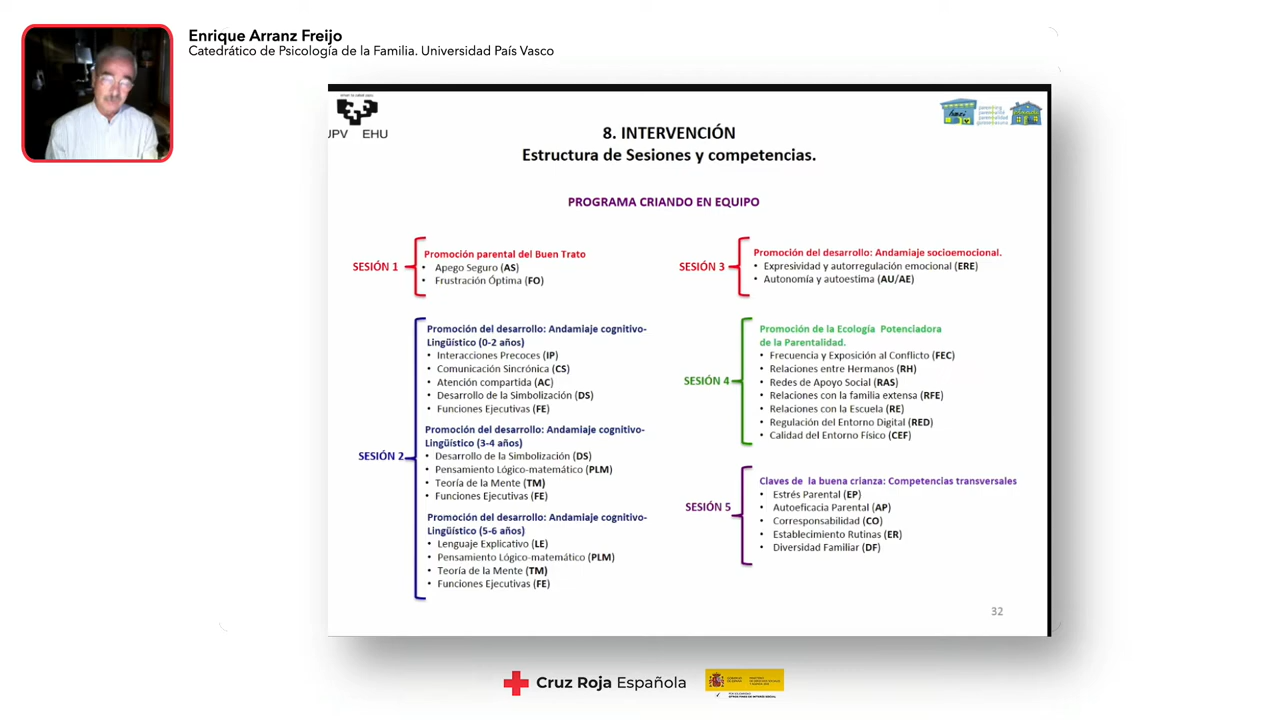 Enrique Arranz Freijo
Catedrático de Psicología de la Familia. Universidad País Vasco
UPV EHU
8. INTERVENCIÓN
Estructura de Sesiones y competencias.
PROGRAMA CRIANDO EN EQUIPO
SESIÓN 1
Promoción parental del Buen Trato
• Apego Seguro (AS)
• Frustración Óptima (FO)
SESIÓN 2
Promoción del desarrollo: Andamiaje cognitivo-
Lingüístico (0-2 años)
• Interacciones Precoces (IP)
• Comunicación Sincrónica (CS)
• Atención compartida (AC)
• Desarrollo de la Simbolización (DS)
• Funciones Ejecutivas (FE)
Promoción del desarrollo: Andamiaje cognitivo-
Lingüístico (3-4 años)
• Desarrollo de la Simbolización (DS)
• Pensamiento Lógico-matemático (PLM)
• Teoría de la Mente (TM)
• Funciones Ejecutivas (FE)
Promoción del desarrollo: Andamiaje cognitivo-
Lingüístico (5-6 años)
• Lenguaje Explicativo (LE)
• Pensamiento Lógico-matemático (PLM)
• Teoría de la Mente (TM)
• Funciones Ejecutivas (FE)
SESIÓN 3
Promoción del desarrollo: Andamiaje socioemocional.
• Expresividad y autorregulación emocional (ERE)
• Autonomía y autoestima (AU/AE)
SESIÓN 4
Promoción de la Ecología Potenciadora
de la Parentalidad.
• Frecuencia y Exposición al Conflicto (FEC)
• Relaciones entre Hermanos (RH)
• Redes de Apoyo Social (RAS)
• Relaciones con la familia extensa (RFE)
• Relaciones con la Escuela (RE)
• Regulación del Entorno Digital (RED)
• Calidad del Entorno Físico (CEF)
SESIÓN 5
Claves de la buena crianza: Competencias transversales
• Estrés Parental (EP)
• Autoeficacia Parental (AP)
• Corresponsabilidad (CO)
• Establecimiento Rutinas (ER)
• Diversidad Familiar (DF)
32
Cruz Roja Española